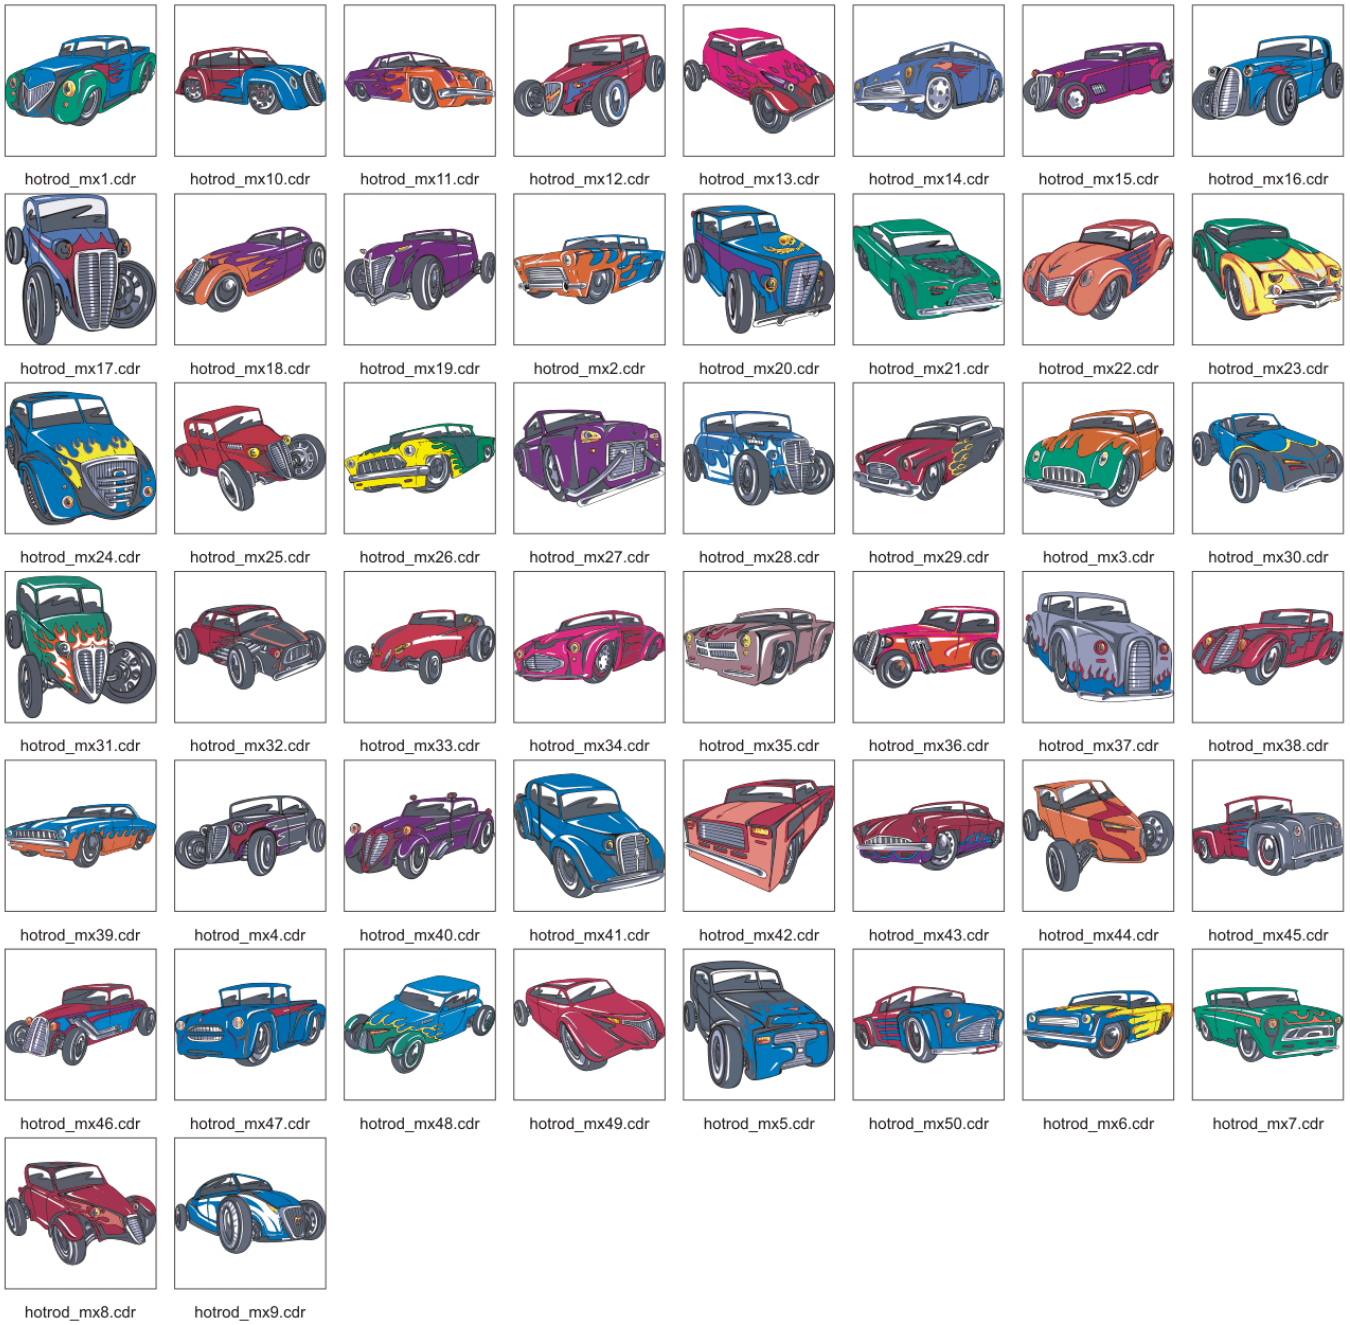 hotrod_mx1.cdr hotrod_mx10.cdr hotrod_mx11.cdr hotrod_mx12.cdr hotrod_mx13.cdr hotrod_mx14.cdr hotrod_mx15.cdr hotrod_mx16.cdr
hotrod_mx17.cdr hotrod_mx18.cdr hotrod_mx19.cdr hotrod_mx2.cdr hotrod_mx20.cdr hotrod_mx21.cdr hotrod_mx22.cdr hotrod_mx23.cdr
hotrod_mx24.cdr hotrod_mx25.cdr hotrod_mx26.cdr hotrod_mx27.cdr hotrod_mx28.cdr hotrod_mx29.cdr hotrod_mx3.cdr hotrod_mx30.cdr
hotrod_mx31.cdr hotrod_mx32.cdr hotrod_mx33.cdr hotrod_mx34.cdr hotrod_mx35.cdr hotrod_mx36.cdr hotrod_mx37.cdr hotrod_mx38.cdr
hotrod_mx39.cdr hotrod_mx4.cdr hotrod_mx40.cdr hotrod_mx41.cdr hotrod_mx42.cdr hotrod_mx43.cdr hotrod_mx44.cdr hotrod_mx45.cdr
hotrod_mx46.cdr hotrod_mx47.cdr hotrod_mx48.cdr hotrod_mx49.cdr hotrod_mx5.cdr hotrod_mx50.cdr hotrod_mx6.cdr hotrod_mx7.cdr
hotrod_mx8.cdr hotrod_mx9.cdr